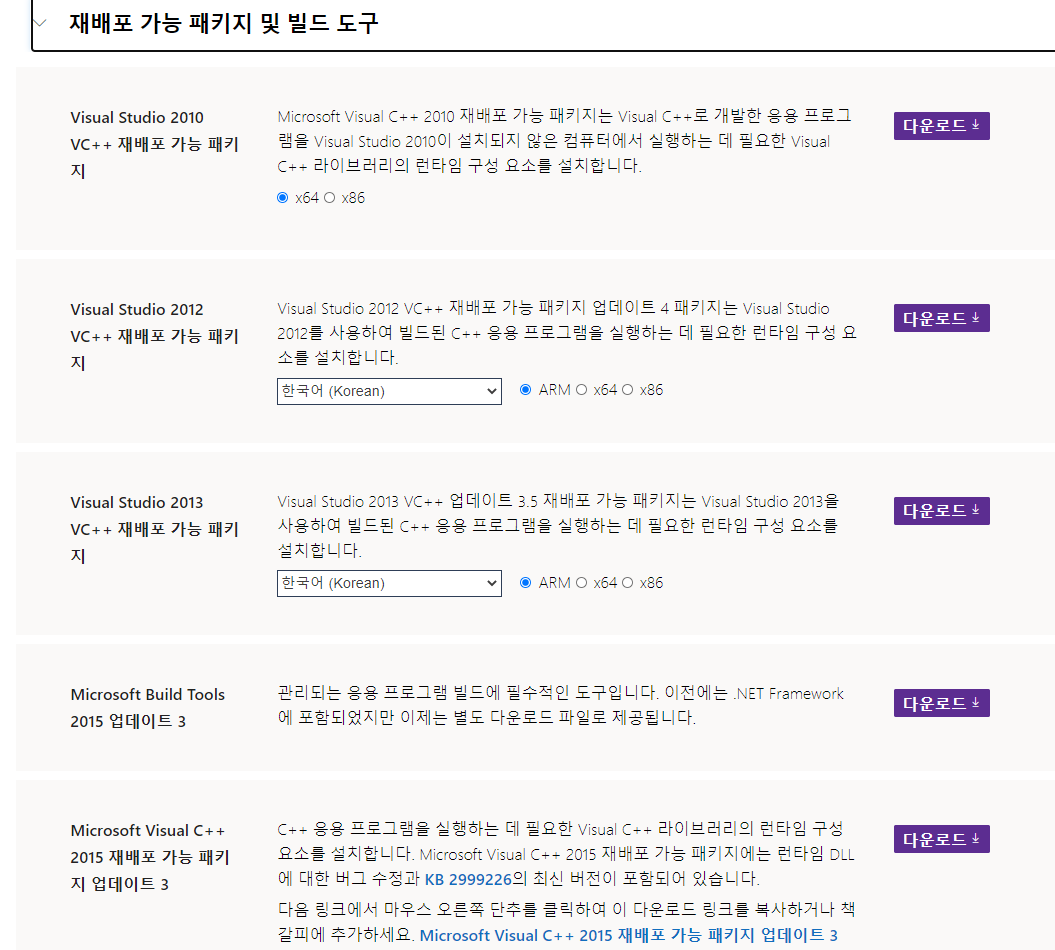 재배포 가능 패키지 및 빌드 도구
Visual Studio 2010
VC++ 재배포 가능 패키
지
Microsoft Visual C++ 2010 재배포 가능 패키지는 Visual C++로 개발한 응용 프로그
램을 Visual Studio 2010이 설치되지 않은 컴퓨터에서 실행하는 데 필요한 Visual
C++ 라이브러리의 런타임 구성 요소를 설치합니다.
x64 x86
다운로드
Visual Studio 2012
VC++ 재배포 가능 패키
지
Visual Studio 2012 VC++ 재배포 가능 패키지 업데이트 4 패키지는 Visual Studio
2012를 사용하여 빌드된 C++ 응용 프로그램을 실행하는 데 필요한 런타임 구성 요
소를 설치합니다.
한국어 (Korean) ARM x64 x86
다운로드
Visual Studio 2013
VC++ 재배포 가능 패키
지
Visual Studio 2013 VC++ 업데이트 3.5 재배포 가능 패키지는 Visual Studio 2013을
사용하여 빌드된 C++ 응용 프로그램을 실행하는 데 필요한 런타임 구성 요소를
설치합니다.
한국어 (Korean) ARM x64 x86
다운로드
Microsoft Build Tools
2015 업데이트 3
관리되는 응용 프로그램 빌드에 필수적인 도구입니다. 이전에는 .NET Framework
에 포함되었지만 이제는 별도 다운로드 파일로 제공됩니다.
다운로드
Microsoft Visual C++
2015 재배포 가능 패키
지 업데이트 3
C++ 응용 프로그램을 실행하는 데 필요한 Visual C++ 라이브러리의 런타임 구성
요소를 설치합니다. Microsoft Visual C++ 2015 재배포 가능 패키지에는 런타임 DLL
에 대한 버그 수정과 KB 2999226의 최신 버전이 포함되어 있습니다.
다음 링크에서 마우스 오른쪽 단추를 클릭하여 이 다운로드 링크를 복사하거나 책
갈피에 추가하세요. Microsoft Visual C++ 2015 재배포 가능 패키지 업데이트 3
다운로드